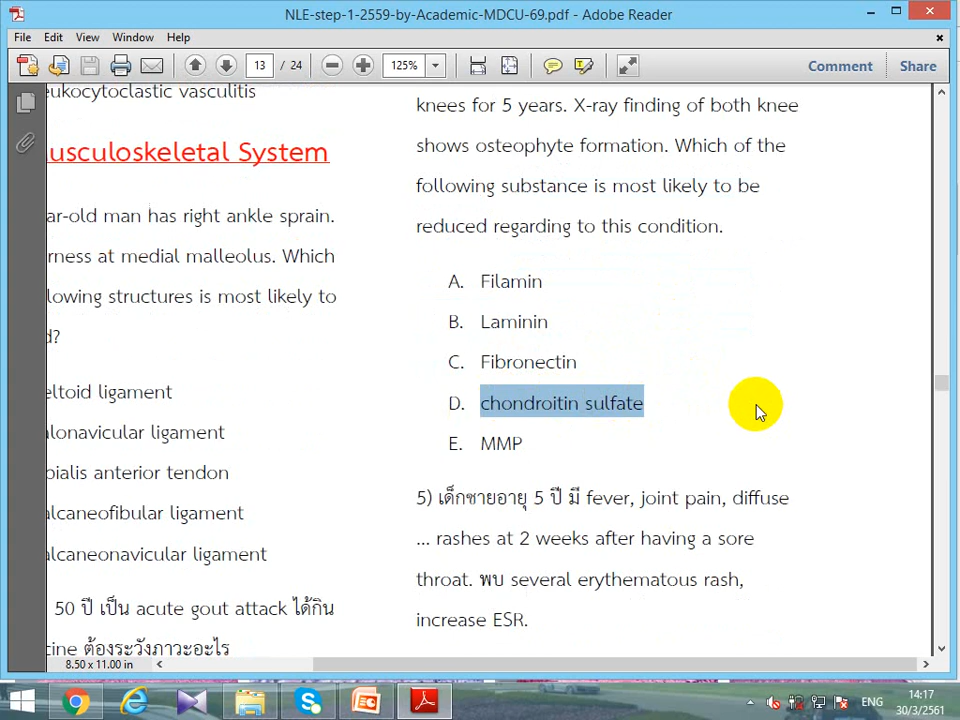 NLE-step-1-2559-by-Academic-MDCU-69.pdf - Adobe Reader
File Edit View Window Help
13 / 24 125% Comment Share
eukocytoclastic vasculitis
usculoskeletal System
ar-old man has right ankle sprain.
rness at medial malleolus. Which
lowing structures is most likely to
d?
eltoid ligament
alonavicular ligament
bialis anterior tendon
alcaneofibular ligament
alcaneonavicular ligament
50 ปี เป็น acute gout attack ได้กิน
cine ต้องระวังภาวะอะไร
knees for 5 years. X-ray finding of both knee
shows osteophyte formation. Which of the
following substance is most likely to be
reduced regarding to this condition.
A. Filamin
B. Laminin
C. Fibronectin
D. chondroitin sulfate
E. MMP
5) เด็กชายอายุ 5 ปี มี fever, joint pain, diffuse
... rashes at 2 weeks after having a sore
throat. พบ several erythematous rash,
increase ESR.
8.50 x 11.00 in
ENG
14:17
30/3/2561